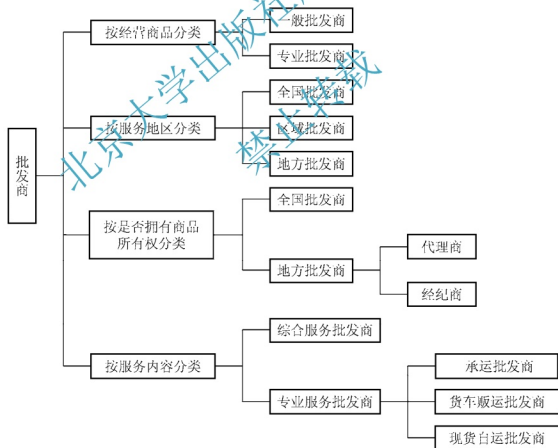 批发商
按经营商品分类
一般批发商
专业批发商
按服务地区分类
全国批发商
区域批发商
地方批发商
按是否拥有商品
所有权分类
全国批发商
地方批发商
代理商
经纪商
按服务内容分类
综合服务批发商
专业服务批发商
承运批发商
货车贩运批发商
现货自运批发商
北京大学出版社
禁止转载